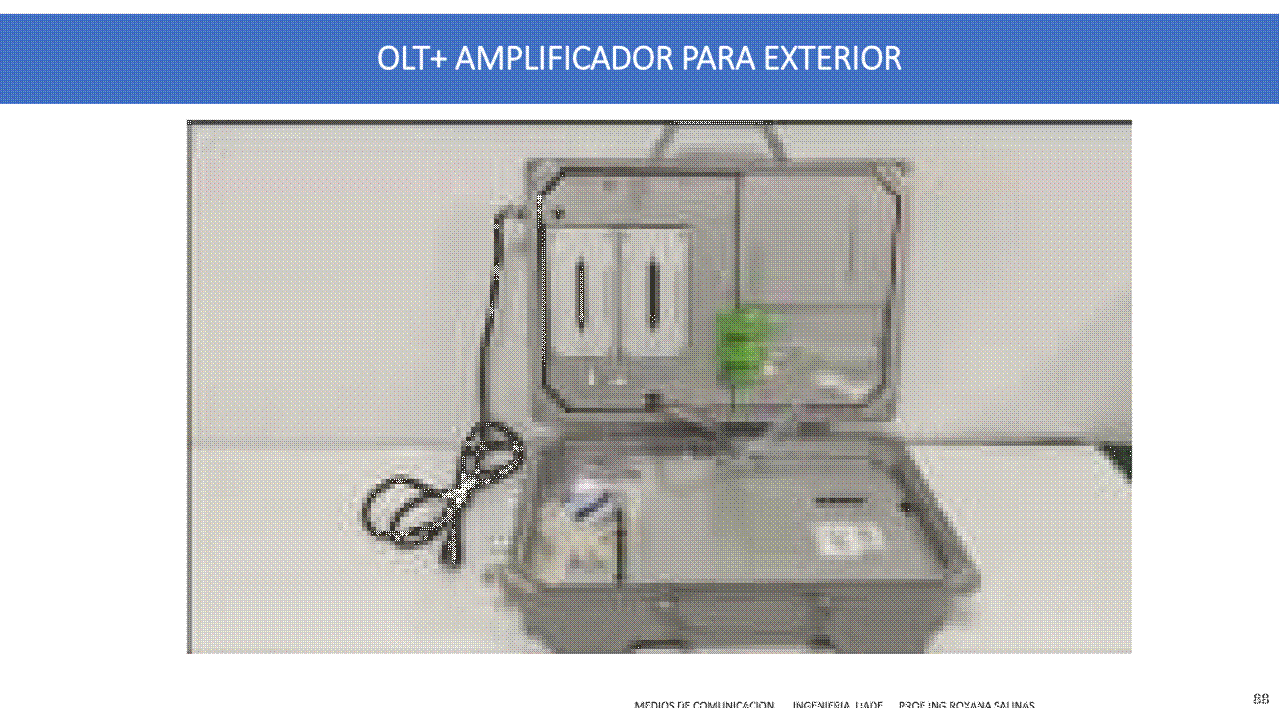 OLT+ AMPLIFICADOR PARA EXTERIOR
MEDIOS DE COMUNICACION INGENIERIA UADE PROF ING ROXANA SALINAS
88